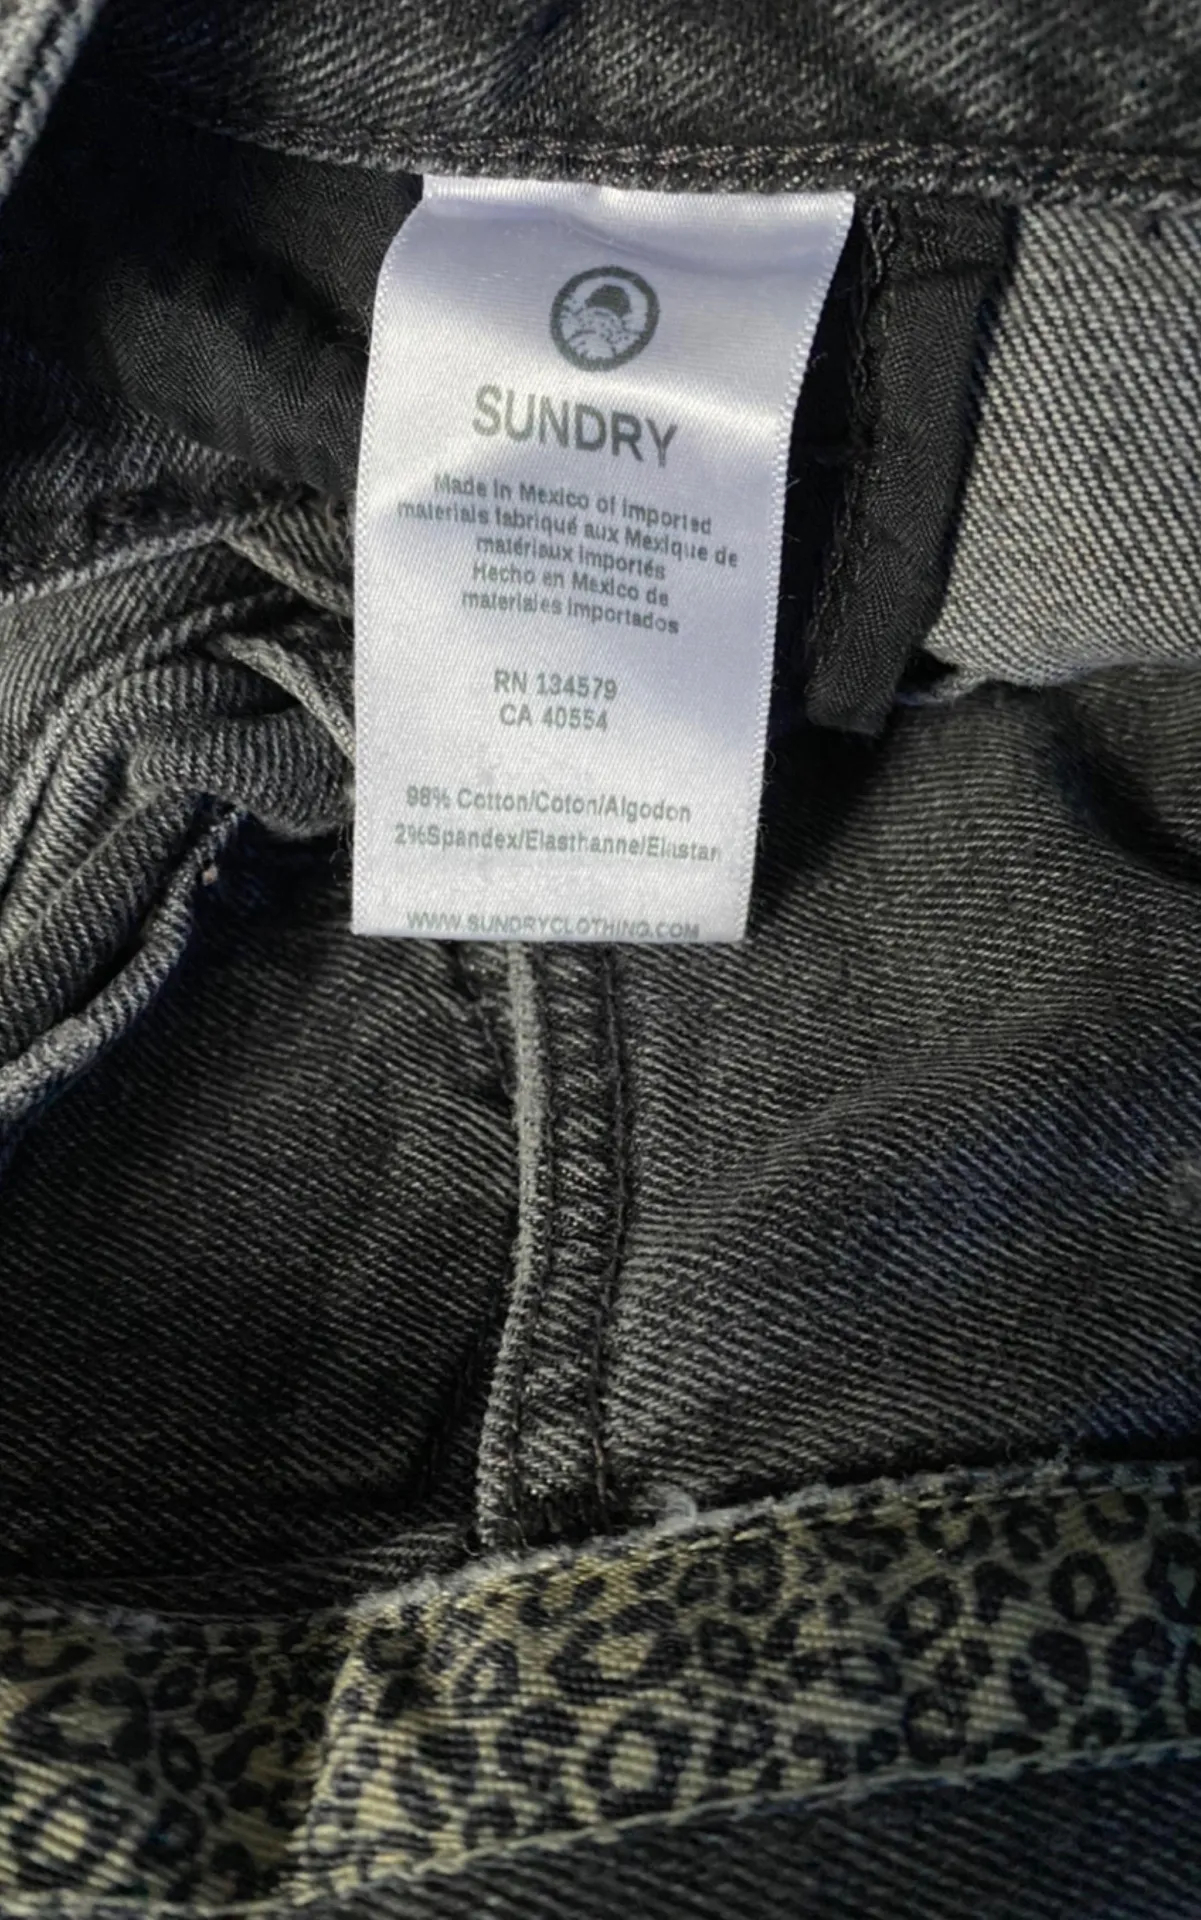 SUNDRY
Made in Mexico of imported
materials fabriqué aux Mexique de
matériaux importés
Hecho en Mexico de
materiales importados
RN 134579
CA 40554
98% Cotton/Coton/Algodon
2%Spandex/Elasthanne/Elastan
WWW.SUNDRYCLOTHING.COM